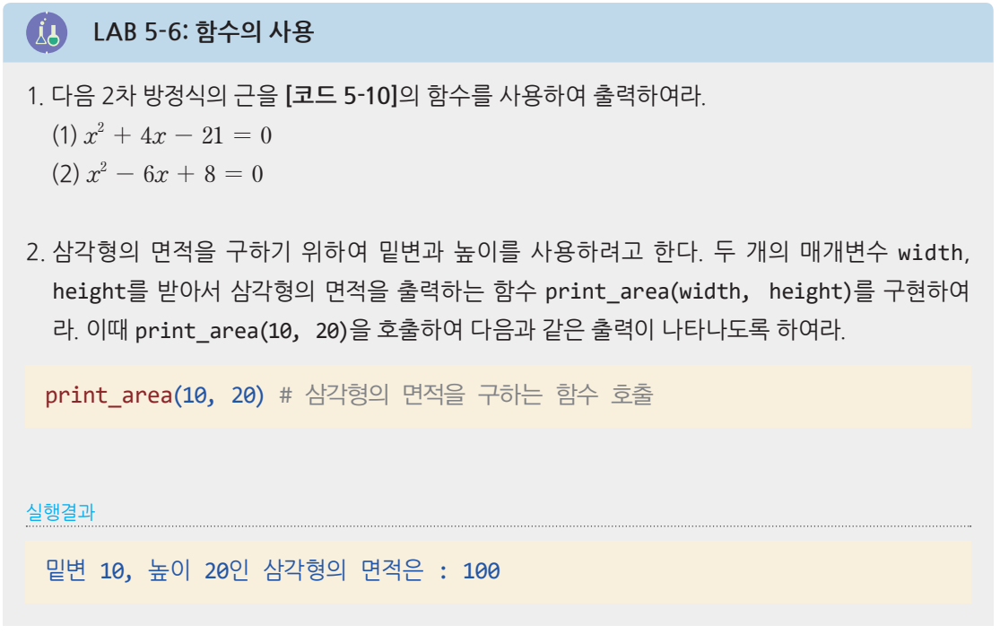 LAB 5-6: 함수의 사용
1. 다음 2차 방정식의 근을 [코드 5-10]의 함수를 사용하여 출력하여라.
(1) x² + 4x − 21 = 0
(2) x² − 6x + 8 = 0
2. 삼각형의 면적을 구하기 위하여 밑변과 높이를 사용하려고 한다. 두 개의 매개변수 width,
height를 받아서 삼각형의 면적을 출력하는 함수 print_area(width, height)를 구현하여
라. 이때 print_area(10, 20)을 호출하여 다음과 같은 출력이 나타나도록 하여라.
print_area(10, 20) # 삼각형의 면적을 구하는 함수 호출
실행결과
밑변 10, 높이 20인 삼각형의 면적은 : 100